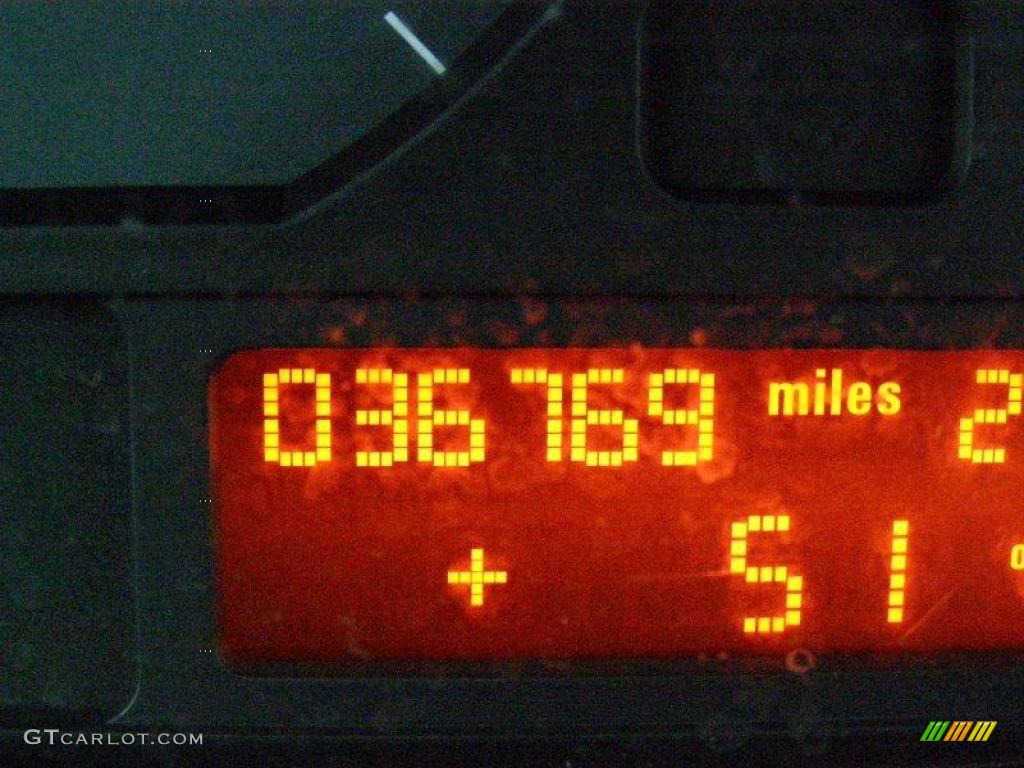 036769 miles 2
+ 51 °
GTCARLOT.COM